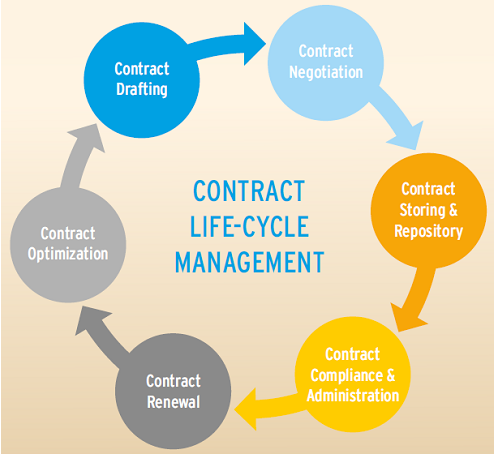 Contract
Drafting
Contract
Negotiation
Contract
Storing &
Repository
Contract
Compliance &
Administration
Contract
Renewal
Contract
Optimization
CONTRACT
LIFE-CYCLE
MANAGEMENT